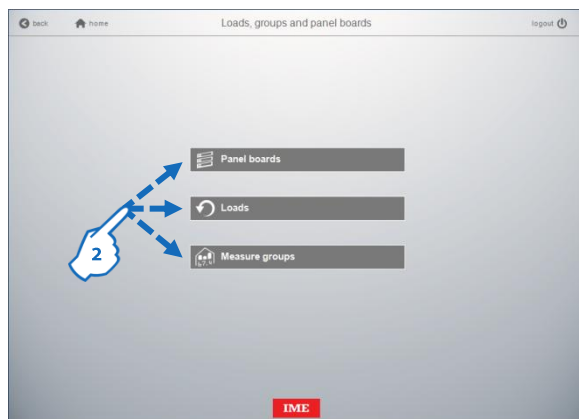 back home Loads, groups and panel boards logout
Panel boards
Loads
2
Measure groups
IME